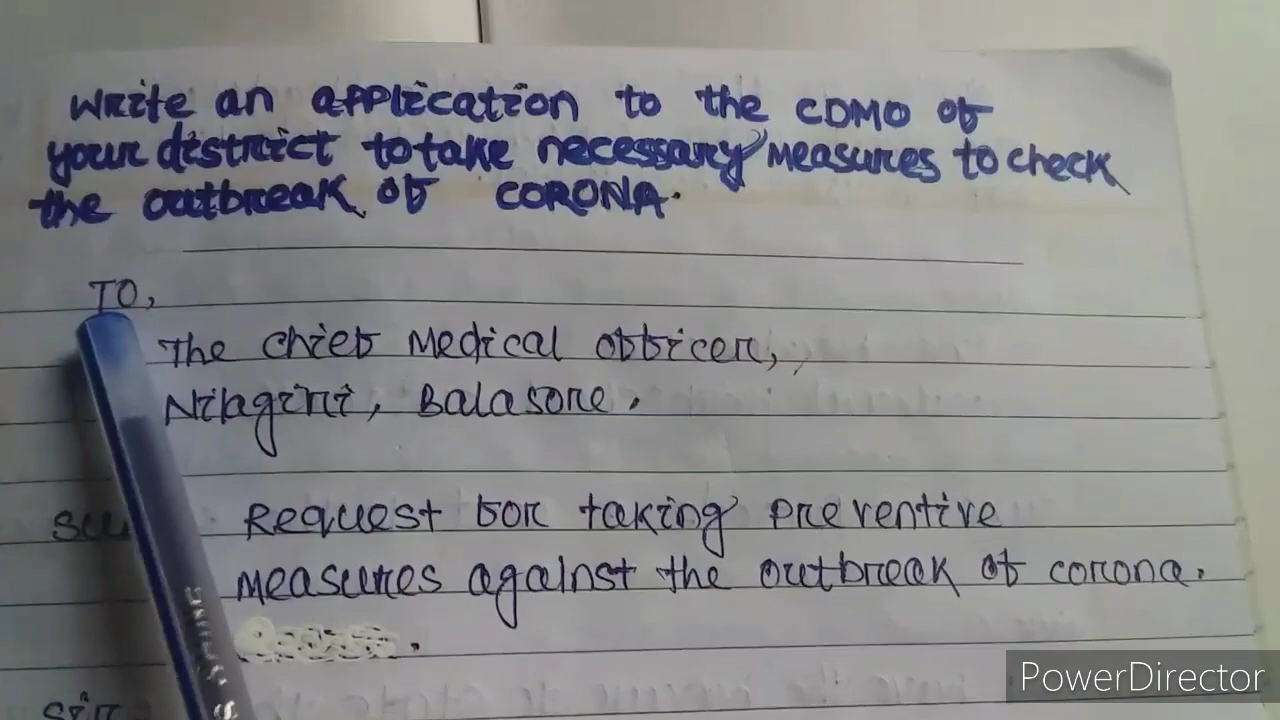 Write an application to the CDMO of
your district to take necessary measures to check
the outbreak of CORONA.
TO,
The Chief Medical Officer,
Nilagiri, Balasore.
Request for taking preventive
measures against the outbreak of corona.
Sir
PowerDirector